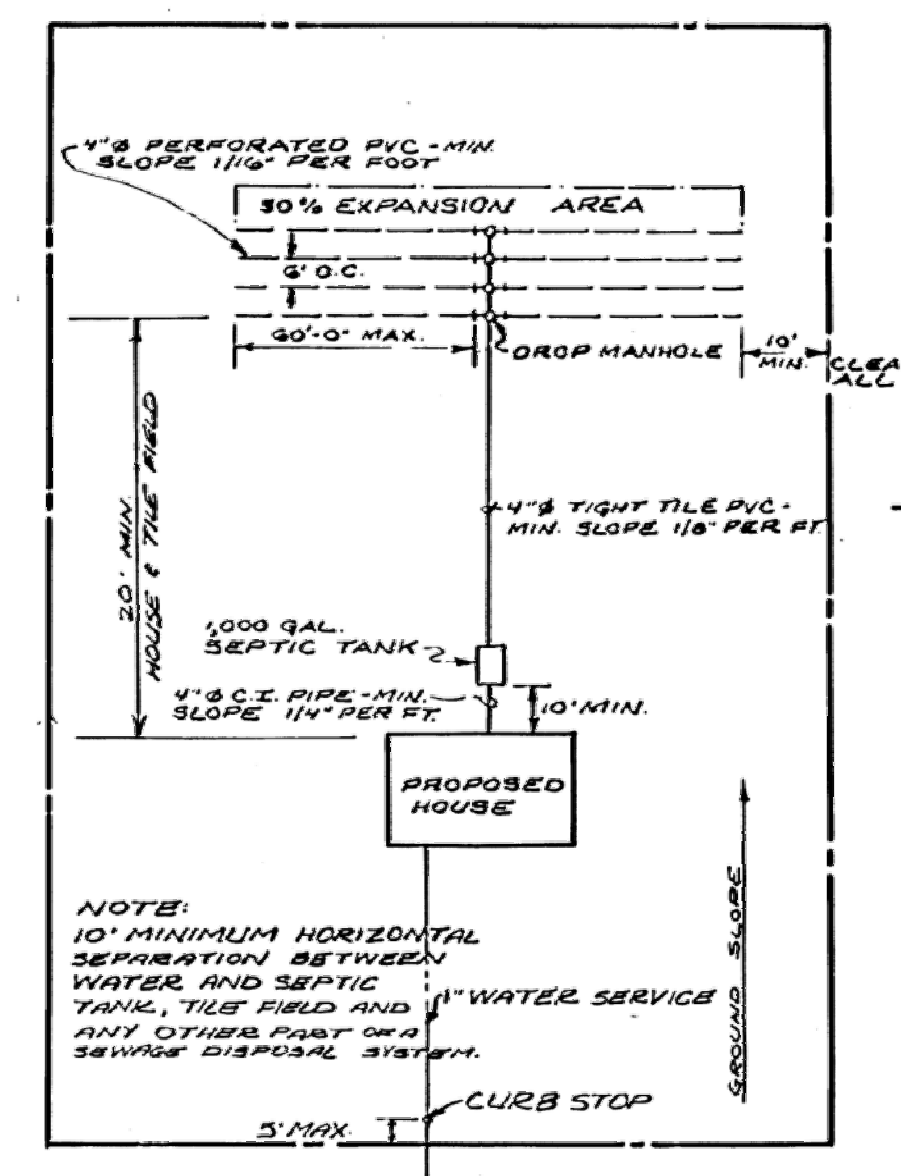 4"Ø PERFORATED PVC - MIN.
SLOPE 1/16" PER FOOT
50% EXPANSION AREA
6' O.C.
60'-0" MAX.
DROP MANHOLE
10'
MIN.
CLEA
ALL
20' MIN.
HOUSE & TILE FIELD
4"Ø TIGHT TILE PVC -
MIN. SLOPE 1/8" PER FT.
1,000 GAL.
SEPTIC TANK
4"Ø C.I. PIPE - MIN.
SLOPE 1/4" PER FT.
10' MIN.
PROPOSED
HOUSE
GROUND SLOPE
NOTE:
10' MINIMUM HORIZONTAL
SEPARATION BETWEEN
WATER AND SEPTIC
TANK, TILE FIELD AND
ANY OTHER PART OF A
SEWAGE DISPOSAL SYSTEM.
1" WATER SERVICE
CURB STOP
5' MAX.